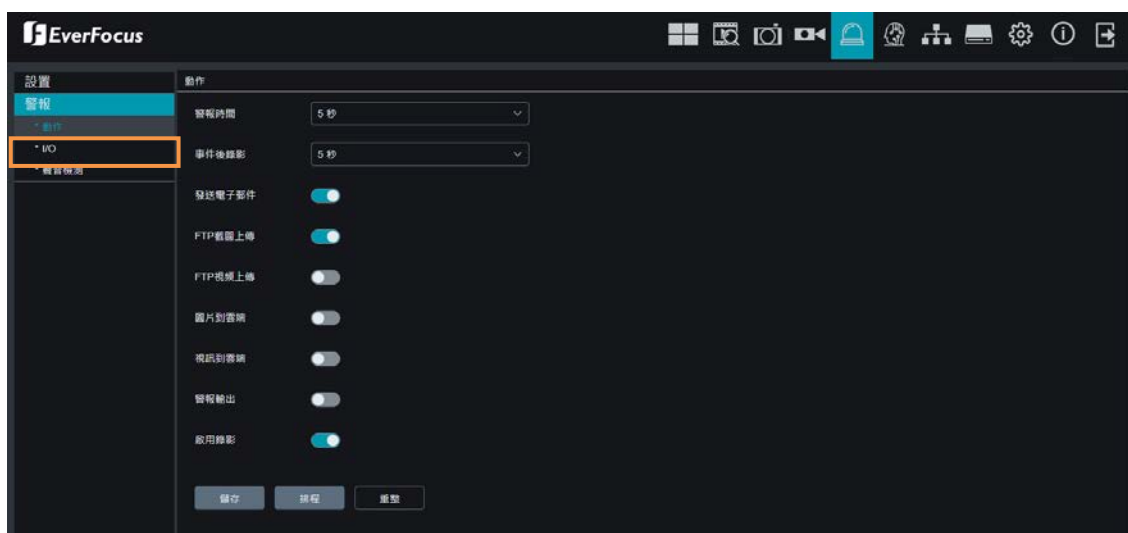 EverFocus
設置
警報
* 動作
* I/O
* 聲音檢測
動作
警報時間 5 秒
事件後錄影 5 秒
發送電子郵件
FTP截圖上傳
FTP視頻上傳
圖片到雲端
視訊到雲端
警報輸出
啟用錄影
儲存 排程 重整